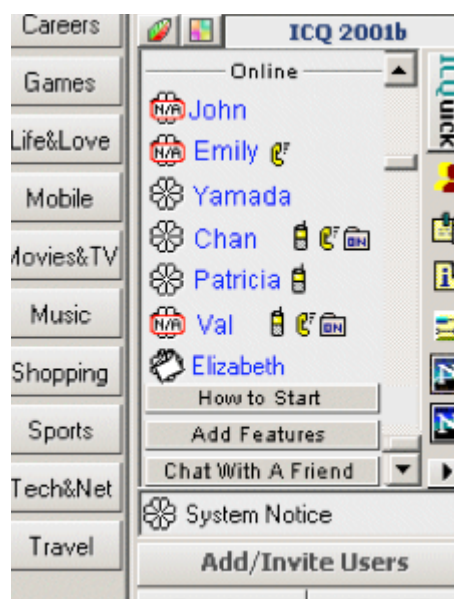 Careers
Games
Life&Love
Mobile
Movies&TV
Music
Shopping
Sports
Tech&Net
Travel
ICQ 2001b
Online
N/A John
N/A Emily
Yamada
Chan ON
Patricia
N/A Val ON
Elizabeth
How to Start
Add Features
Chat With A Friend
System Notice
Add/Invite Users
ICQuick